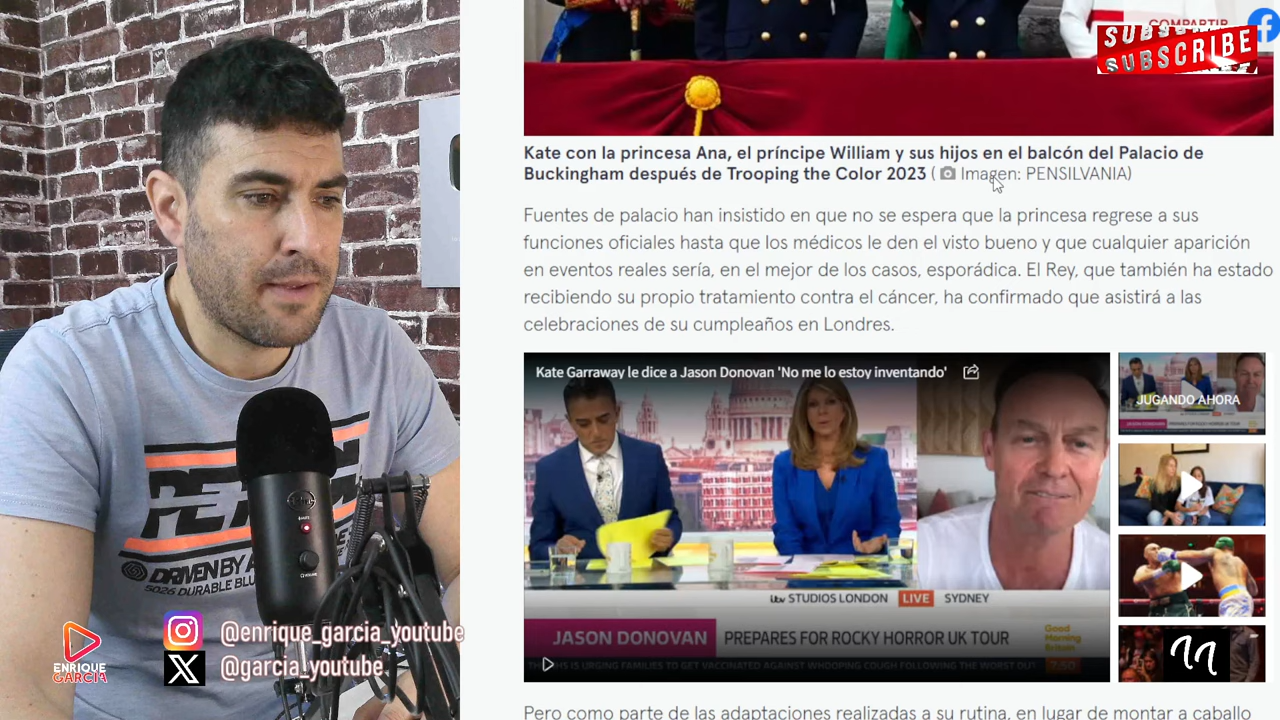 COMPARTIR
SUBSCRIBE
SUBSCRIBE
Kate con la princesa Ana, el príncipe William y sus hijos en el balcón del Palacio de
Buckingham después de Trooping the Color 2023 ( Imagen: PENSILVANIA)
Fuentes de palacio han insistido en que no se espera que la princesa regrese a sus
funciones oficiales hasta que los médicos le den el visto bueno y que cualquier aparición
en eventos reales sería, en el mejor de los casos, esporádica. El Rey, que también ha estado
recibiendo su propio tratamiento contra el cáncer, ha confirmado que asistirá a las
celebraciones de su cumpleaños en Londres.
Kate Garraway le dice a Jason Donovan 'No me lo estoy inventando'
JUGANDO AHORA
itv STUDIOS LONDON LIVE SYDNEY
JASON DONOVAN PREPARES FOR ROCKY HORROR UK TOUR
Good
Morning
Britain
7:50
IS URGING FAMILIES TO GET VACCINATED AGAINST WHOOPING COUGH FOLLOWING THE WORST OU
Pero como parte de las adaptaciones realizadas a su rutina, en lugar de montar a caballo
DRIVEN BY
5026 DURABLE BLU
ENRIQUE
GARCIA
@enrique_garcia_youtube
@garcia_youtube